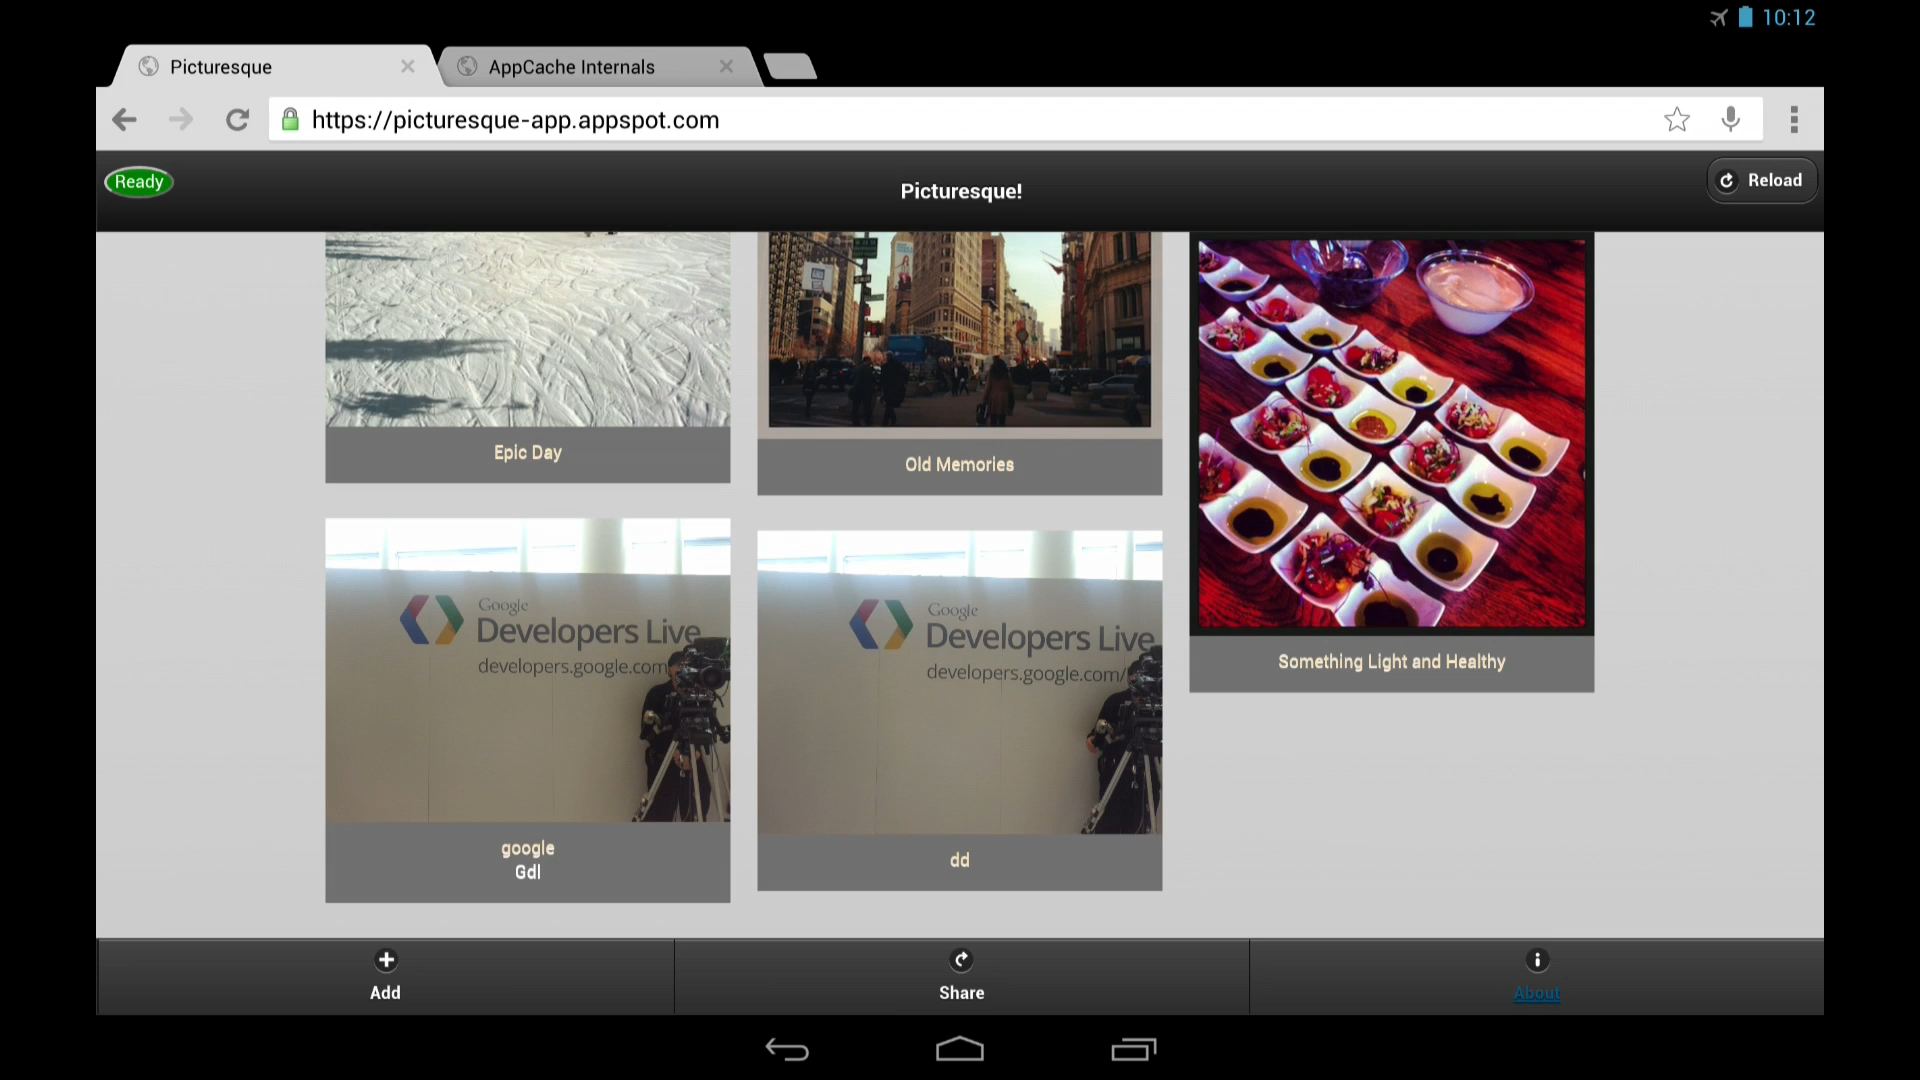 10:12
Picturesque
AppCache Internals
https://picturesque-app.appspot.com
Ready
Picturesque!
Reload
Epic Day
Old Memories
Something Light and Healthy
Google
Developers Live
developers.google.com
google
Gdl
Google
Developers Live
developers.google.com/
dd
Add
Share
About